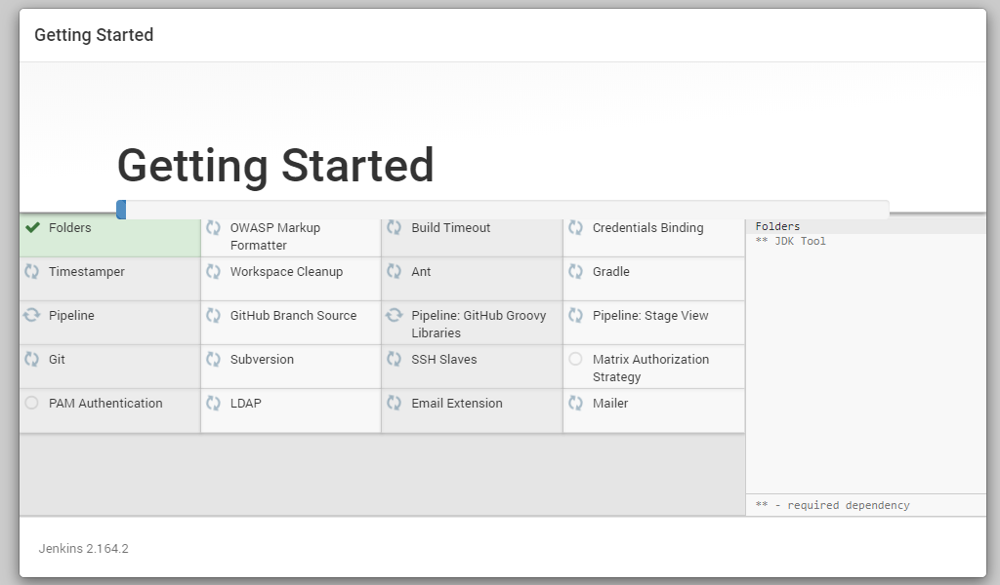 Getting Started
Getting Started
Folders
OWASP Markup
Formatter
Build Timeout
Credentials Binding
Timestamper
Workspace Cleanup
Ant
Gradle
Pipeline
GitHub Branch Source
Pipeline: GitHub Groovy
Libraries
Pipeline: Stage View
Git
Subversion
SSH Slaves
Matrix Authorization
Strategy
PAM Authentication
LDAP
Email Extension
Mailer
Folders
** JDK Tool
** - required dependency
Jenkins 2.164.2